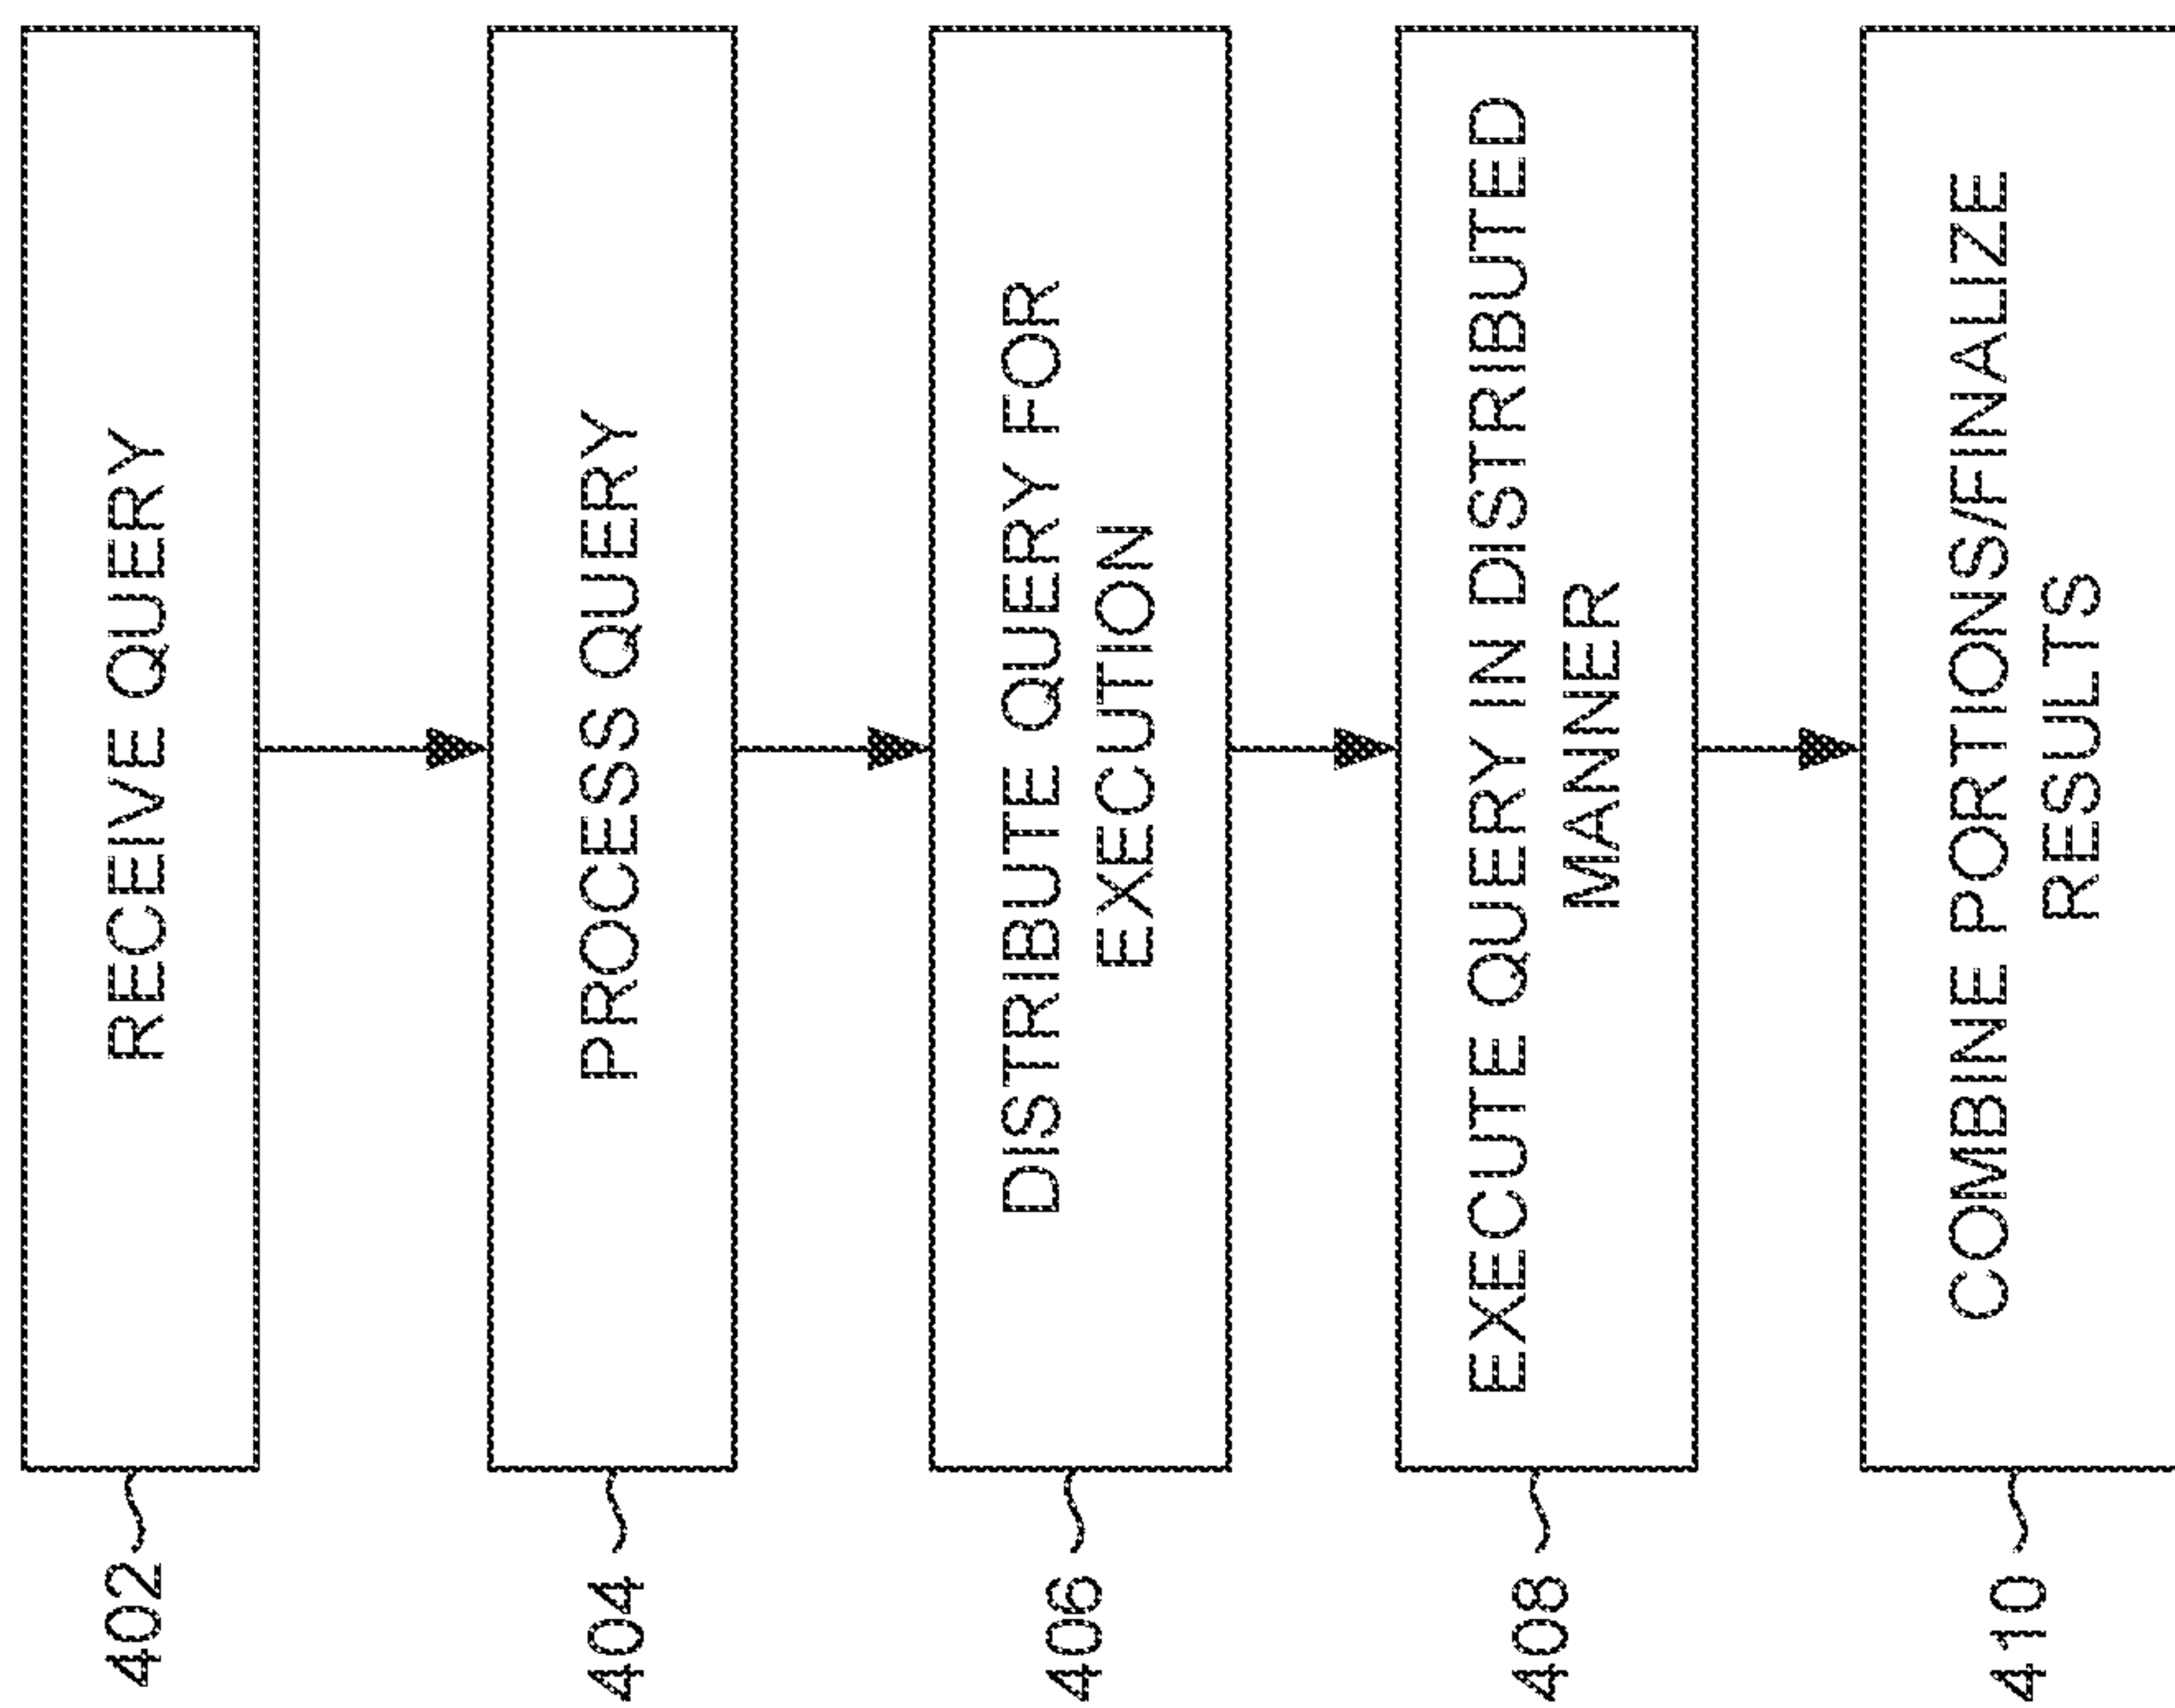 402
RECEIVE QUERY
404
PROCESS QUERY
406
DISTRIBUTE QUERY FOR
EXECUTION
408
EXECUTE QUERY IN DISTRIBUTED
MANNER
410
COMBINE PORTIONS/FINALIZE
RESULTS